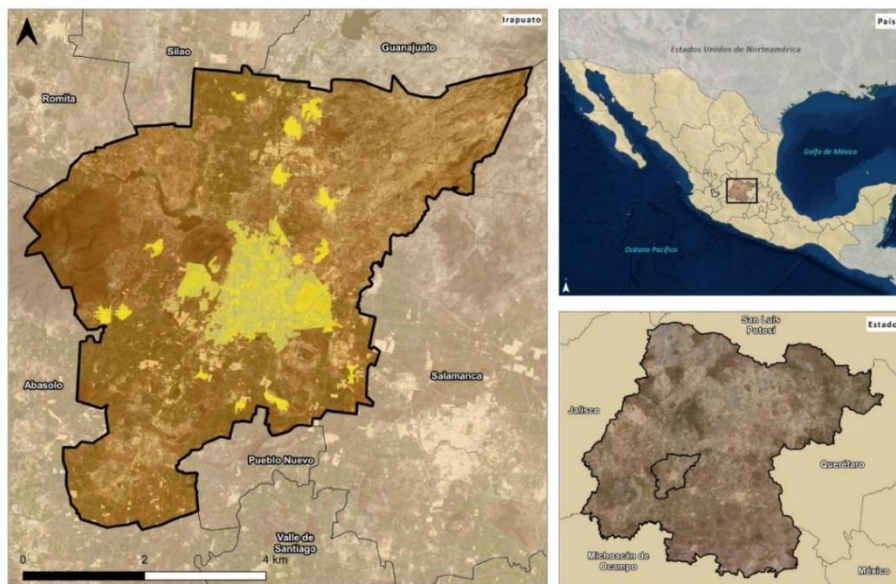 Irapuato
Silao
Guanajuato
Romita
Abasolo
Salamanca
Pueblo Nuevo
Valle de
Santiago
0
2
4 km
País
Estados Unidos de Norteamérica
Golfo de México
Océano Pacífico
Estado
San Luis
Potosí
Jalisco
Querétaro
Michoacán de
Ocampo
México